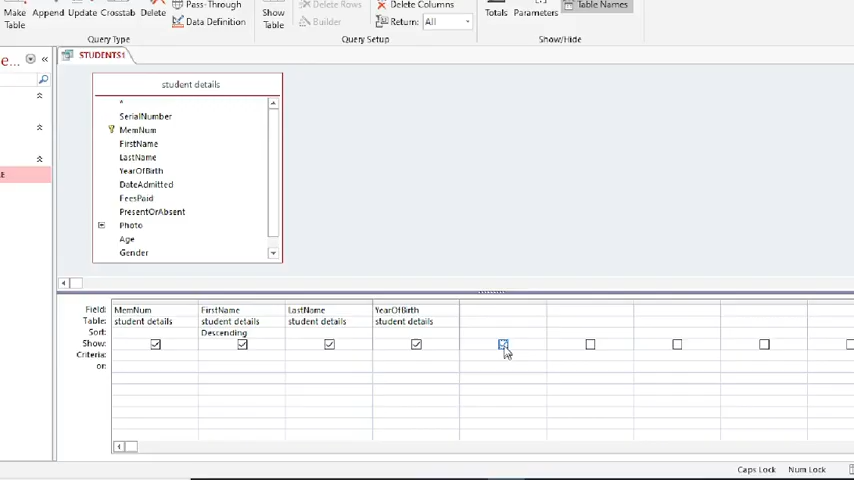 Make Append Update Crosstab Delete Pass-Through Show Delete Rows Delete Columns Totals Parameters Table Names
Table Data Definition Table Builder Return: All
Query Type Query Setup Show/Hide
e... « STUDENTS1
student details
*
SerialNumber
MemNum
FirstName
LastName
YearOfBirth
DateAdmitted
FeesPaid
PresentOrAbsent
Photo
Age
Gender
Field: MemNum FirstName LastName YearOfBirth
Table: student details student details student details student details
Sort: Descending
Show:
Criteria:
or:
Caps Lock Num Lock